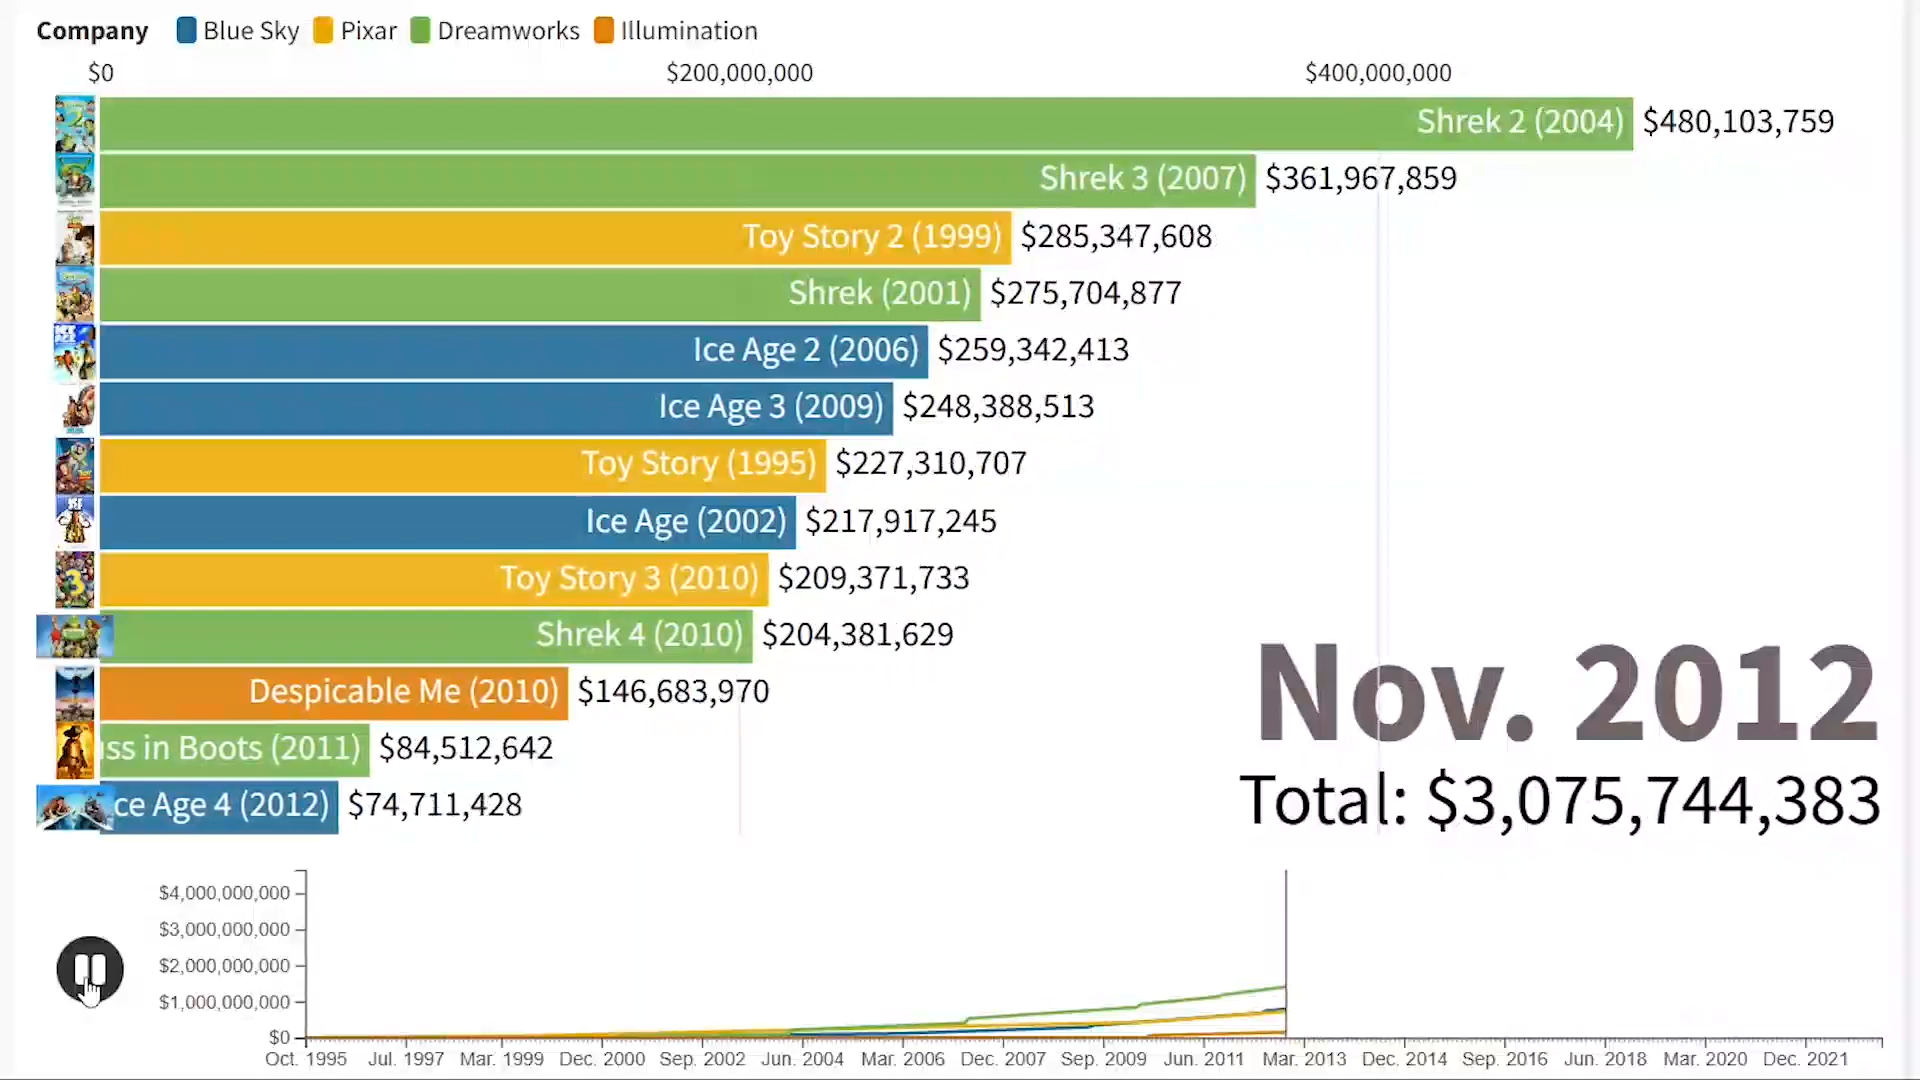 Company Blue Sky Pixar Dreamworks Illumination
$0 $200,000,000 $400,000,000
Shrek 2 (2004) $480,103,759
Shrek 3 (2007) $361,967,859
Toy Story 2 (1999) $285,347,608
Shrek (2001) $275,704,877
Ice Age 2 (2006) $259,342,413
Ice Age 3 (2009) $248,388,513
Toy Story (1995) $227,310,707
Ice Age (2002) $217,917,245
Toy Story 3 (2010) $209,371,733
Shrek 4 (2010) $204,381,629
Despicable Me (2010) $146,683,970
ss in Boots (2011) $84,512,642
ce Age 4 (2012) $74,711,428
Nov. 2012
Total: $3,075,744,383
$4,000,000,000
$3,000,000,000
$2,000,000,000
$1,000,000,000
$0
Oct. 1995 Jul. 1997 Mar. 1999 Dec. 2000 Sep. 2002 Jun. 2004 Mar. 2006 Dec. 2007 Sep. 2009 Jun. 2011 Mar. 2013 Dec. 2014 Sep. 2016 Jun. 2018 Mar. 2020 Dec. 2021